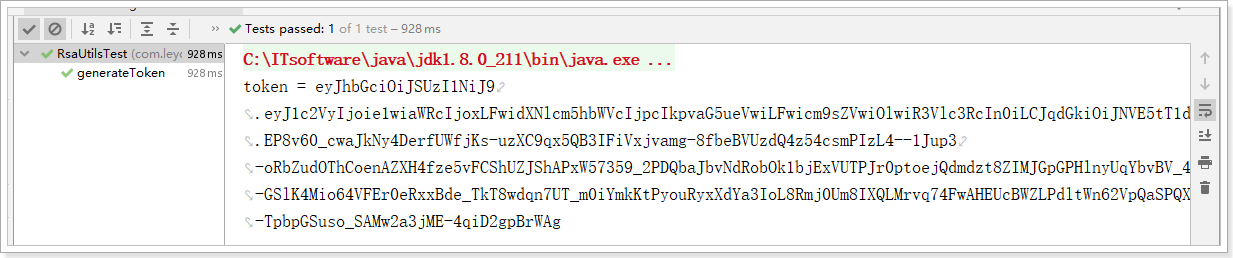 Tests passed: 1 of 1 test – 928 ms
RsaUtilsTest (com.ley 928 ms
generateToken 928 ms
C:\ITsoftware\java\jdk1.8.0_211\bin\java.exe ...
token = eyJhbGciOiJSUzI1NiJ9
.eyJ1c2VyIjoie1wiaWRcIjoxLFwidXNlcm5hbWVcIjpcIkpvaG5ueVwiLFwicm9sZVwiOlwiR3Vlc3RcIn0iLCJqdGkiOiJNVE5tT1d
.EP8v60_cwaJkNy4DerfUWfjKs-uzXC9qx5QB3IFiVxjvamg-8fbeBVUzdQ4z54csmPIzL4--1Jup3
-oRbZud0ThCoenAZXH4fze5vFCShUZJShAPxW57359_2PDQbaJbvNdRobOk1bjExVUTPJr0ptoejQdmdzt8ZIMJGpGPHlnyUqYbvBV_4
-GSlK4Mio64VFEr0eRxxBde_TkT8wdqn7UT_m0iYmkKtPyouRyxXdYa3IoL8Rmj0Um8IXQLMrvq74FwAHEUcBWZLPdltWn62VpQaSPQX
-TpbpGSuso_SAMw2a3jME-4qiD2gpBrWAg